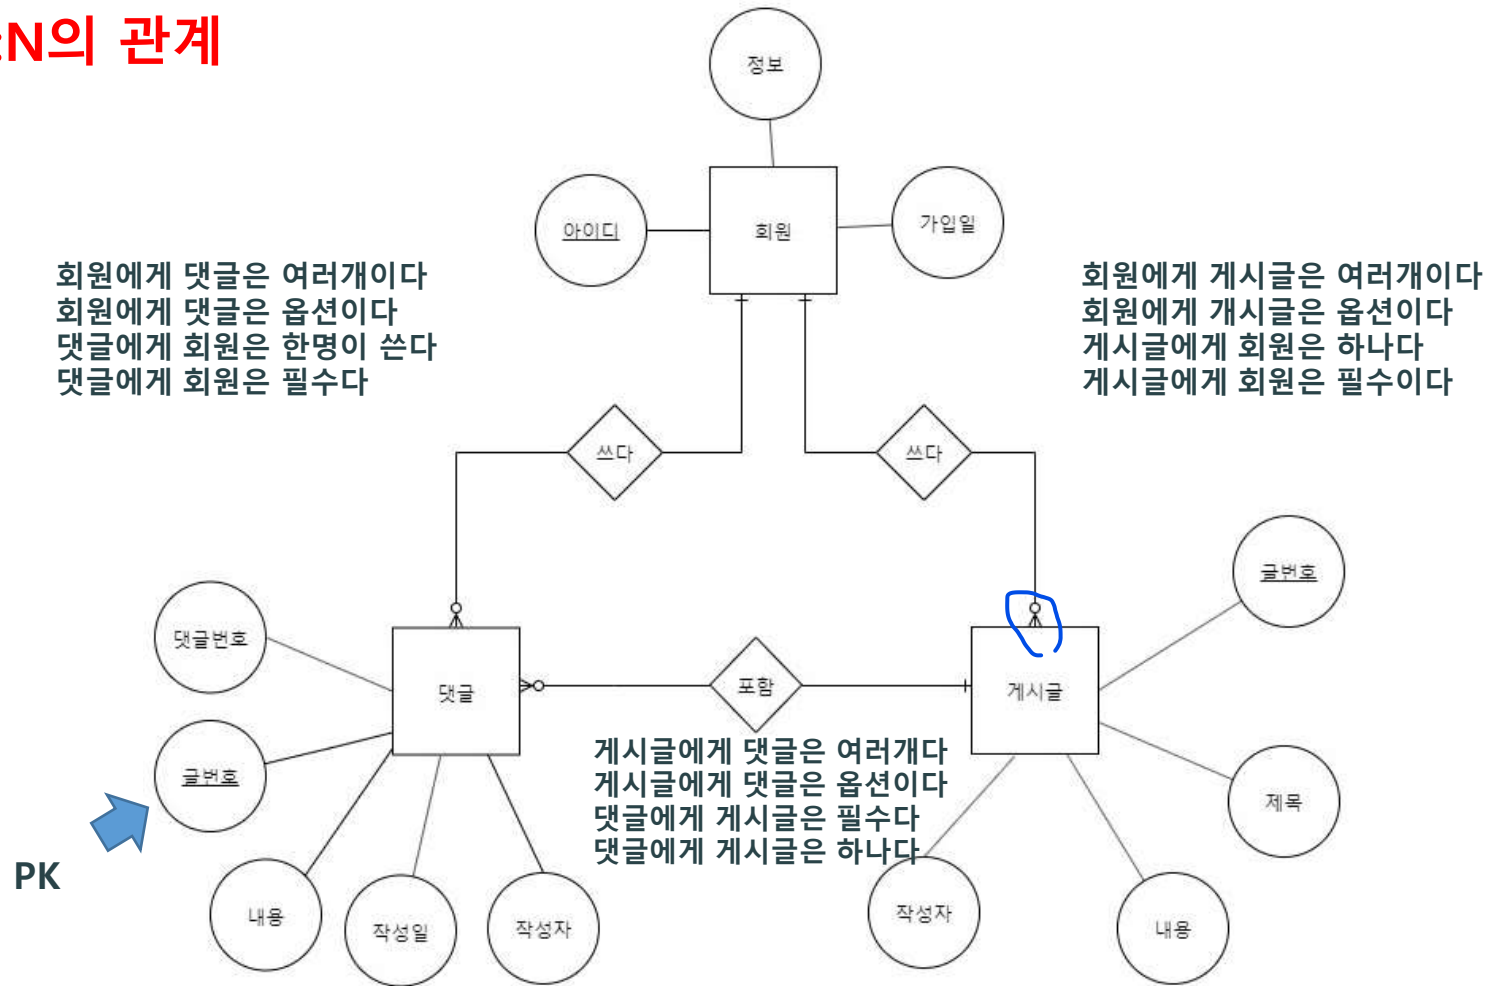 :N의 관계
정보
아이디
회원
가입일
회원에게 댓글은 여러개이다
회원에게 댓글은 옵션이다
댓글에게 회원은 한명이 쓴다
댓글에게 회원은 필수다
회원에게 게시글은 여러개이다
회원에게 개시글은 옵션이다
게시글에게 회원은 하나다
게시글에게 회원은 필수이다
쓰다
쓰다
글번호
댓글번호
댓글
포함
게시글
글번호
게시글에게 댓글은 여러개다
게시글에게 댓글은 옵션이다
댓글에게 게시글은 필수다
댓글에게 게시글은 하나다
제목
PK
내용
작성일
작성자
작성자
내용